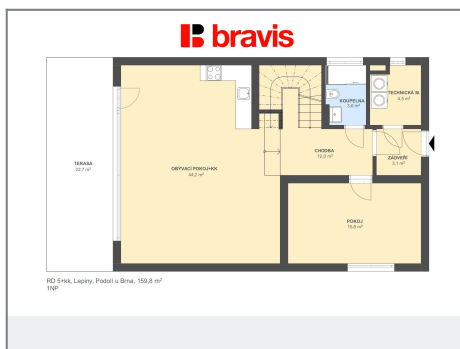 bravis
TECHNICKÁ M.
4,5 m²
KOUPELNA
3,6 m²
CHODBA
12,0 m²
ZÁDVEŘÍ
3,1 m²
TERASA
22,7 m²
OBÝVACÍ POKOJ+KK
44,2 m²
POKOJ
15,8 m²
RD 5+kk, Lepiny, Podolí u Brna, 159,8 m²
1NP